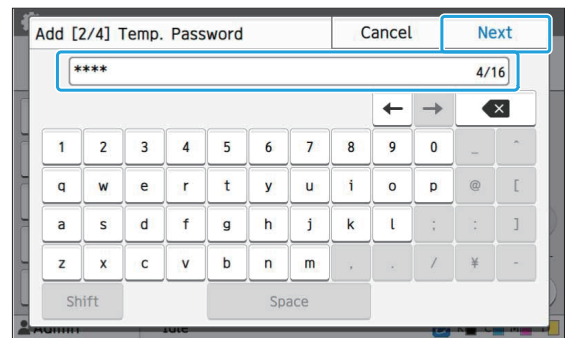 Add [2/4] Temp. Password Cancel Next
**** 4/16
← →
1 2 3 4 5 6 7 8 9 0 _ ^
q w e r t y u i o p @ [
a s d f g h j k l ; : ]
z x c v b n m , . / ¥ -
Shift Space
Admin Idle